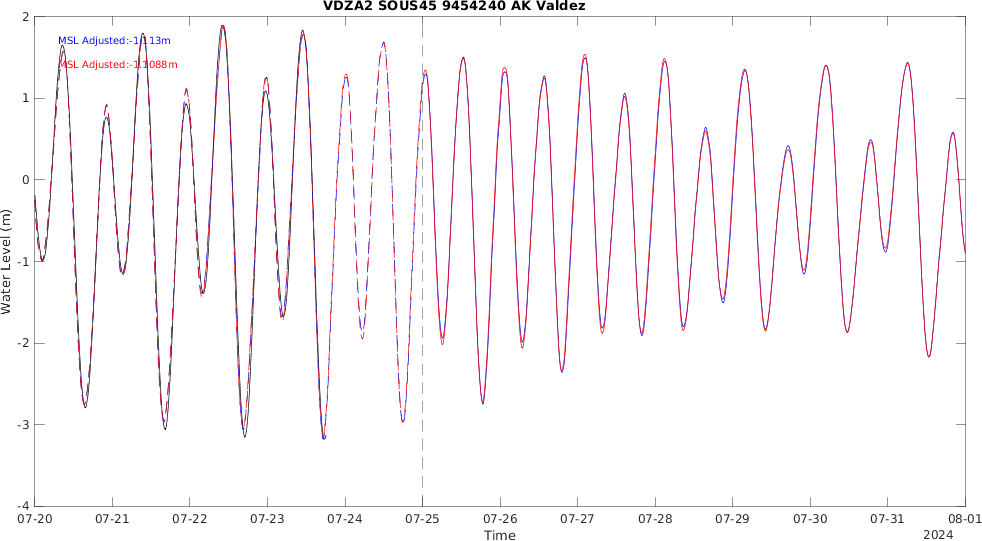 VDZA2 SOUS45 9454240 AK Valdez
MSL Adjusted:-1.113m
MSL Adjusted:-1.1088m
Water Level (m)
2
1
0
-1
-2
-3
-4
07-20 07-21 07-22 07-23 07-24 07-25 07-26 07-27 07-28 07-29 07-30 07-31 08-01
Time
2024